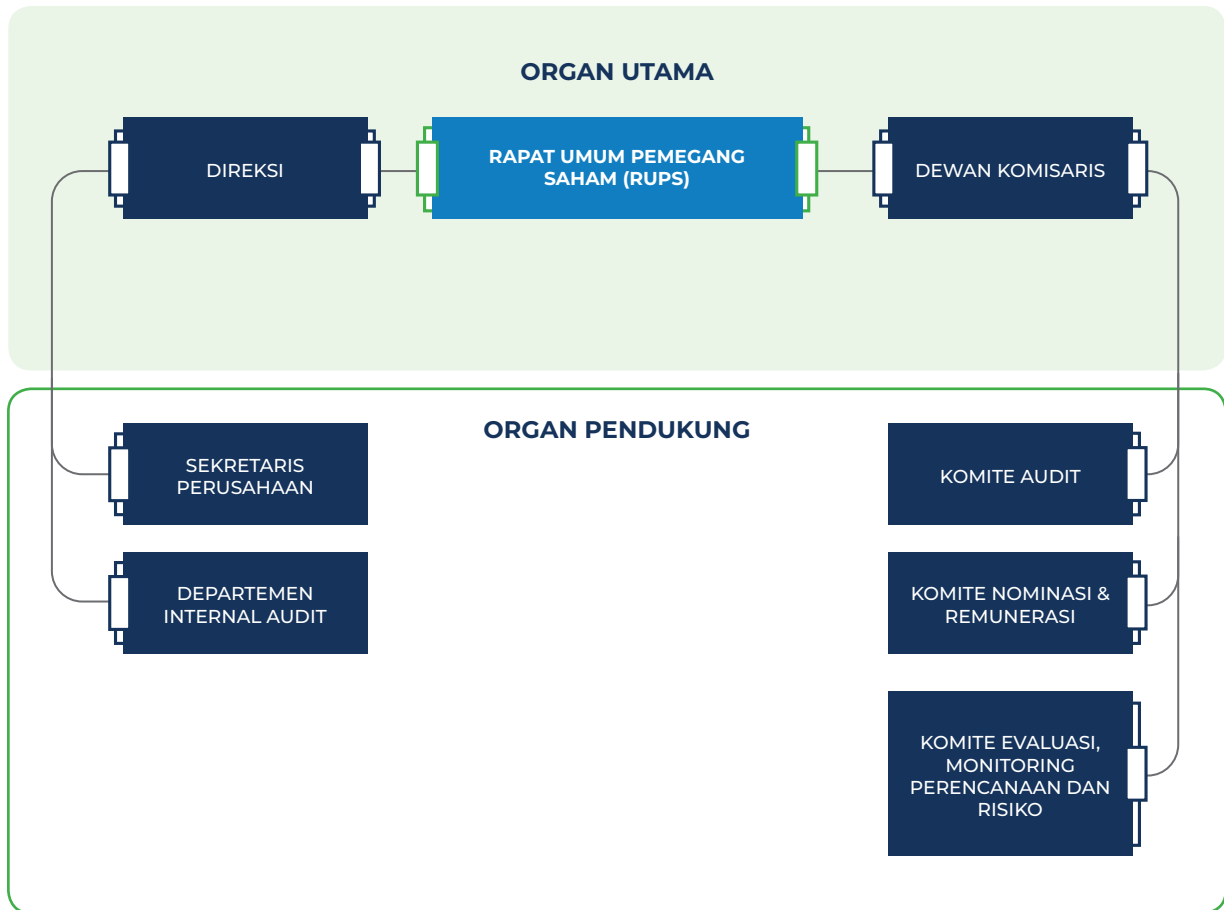 ORGAN UTAMA
DIREKSI
RAPAT UMUM PEMEGANG
SAHAM (RUPS)
DEWAN KOMISARIS
ORGAN PENDUKUNG
SEKRETARIS
PERUSAHAAN
KOMITE AUDIT
DEPARTEMEN
INTERNAL AUDIT
KOMITE NOMINASI &
REMUNERASI
KOMITE EVALUASI,
MONITORING
PERENCANAAN DAN
RISIKO